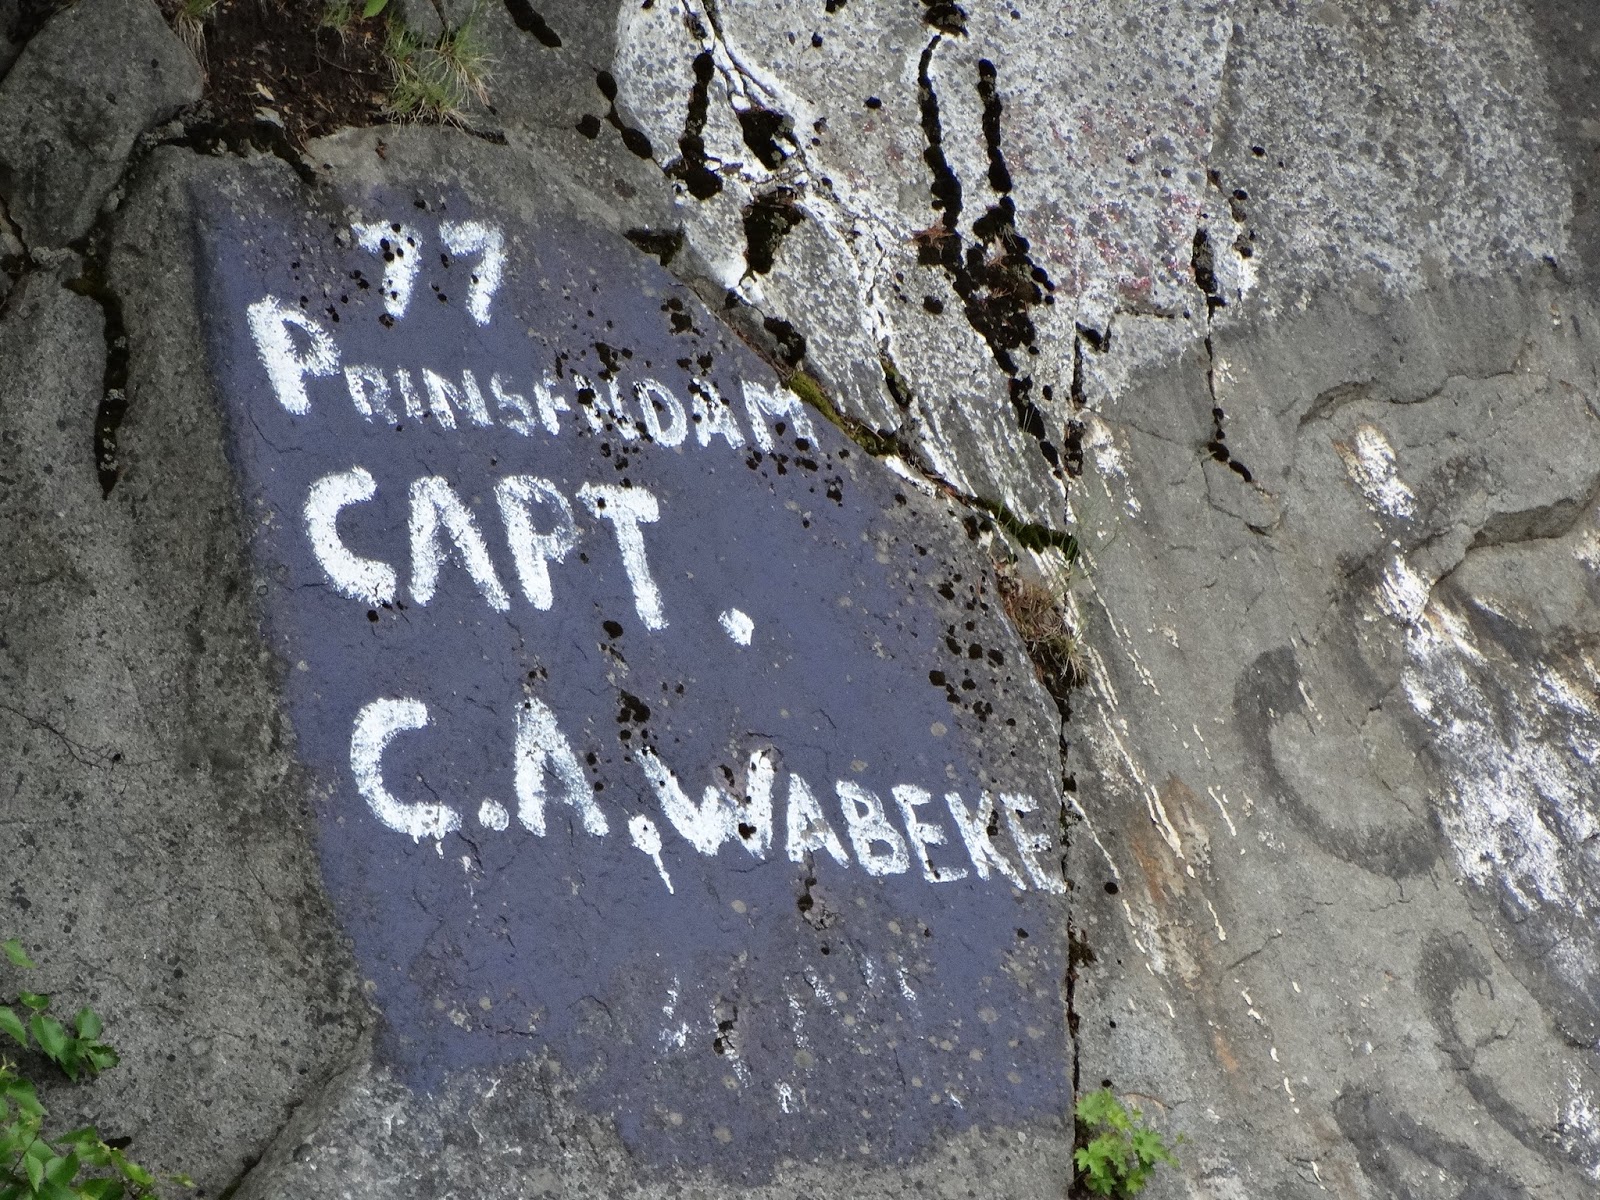 77
PRINSENDAM
CAPT.
C.A. WABEKE